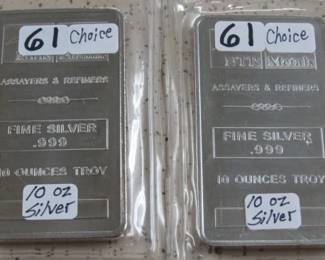 61 Choice
ASSAYERS & REFINERS
FINE SILVER
.999
10 OUNCES TROY
10 oz
Silver
61 Choice
NTR Metals
ASSAYERS & REFINERS
FINE SILVER
.999
10 OUNCES TROY
10 oz
Silver